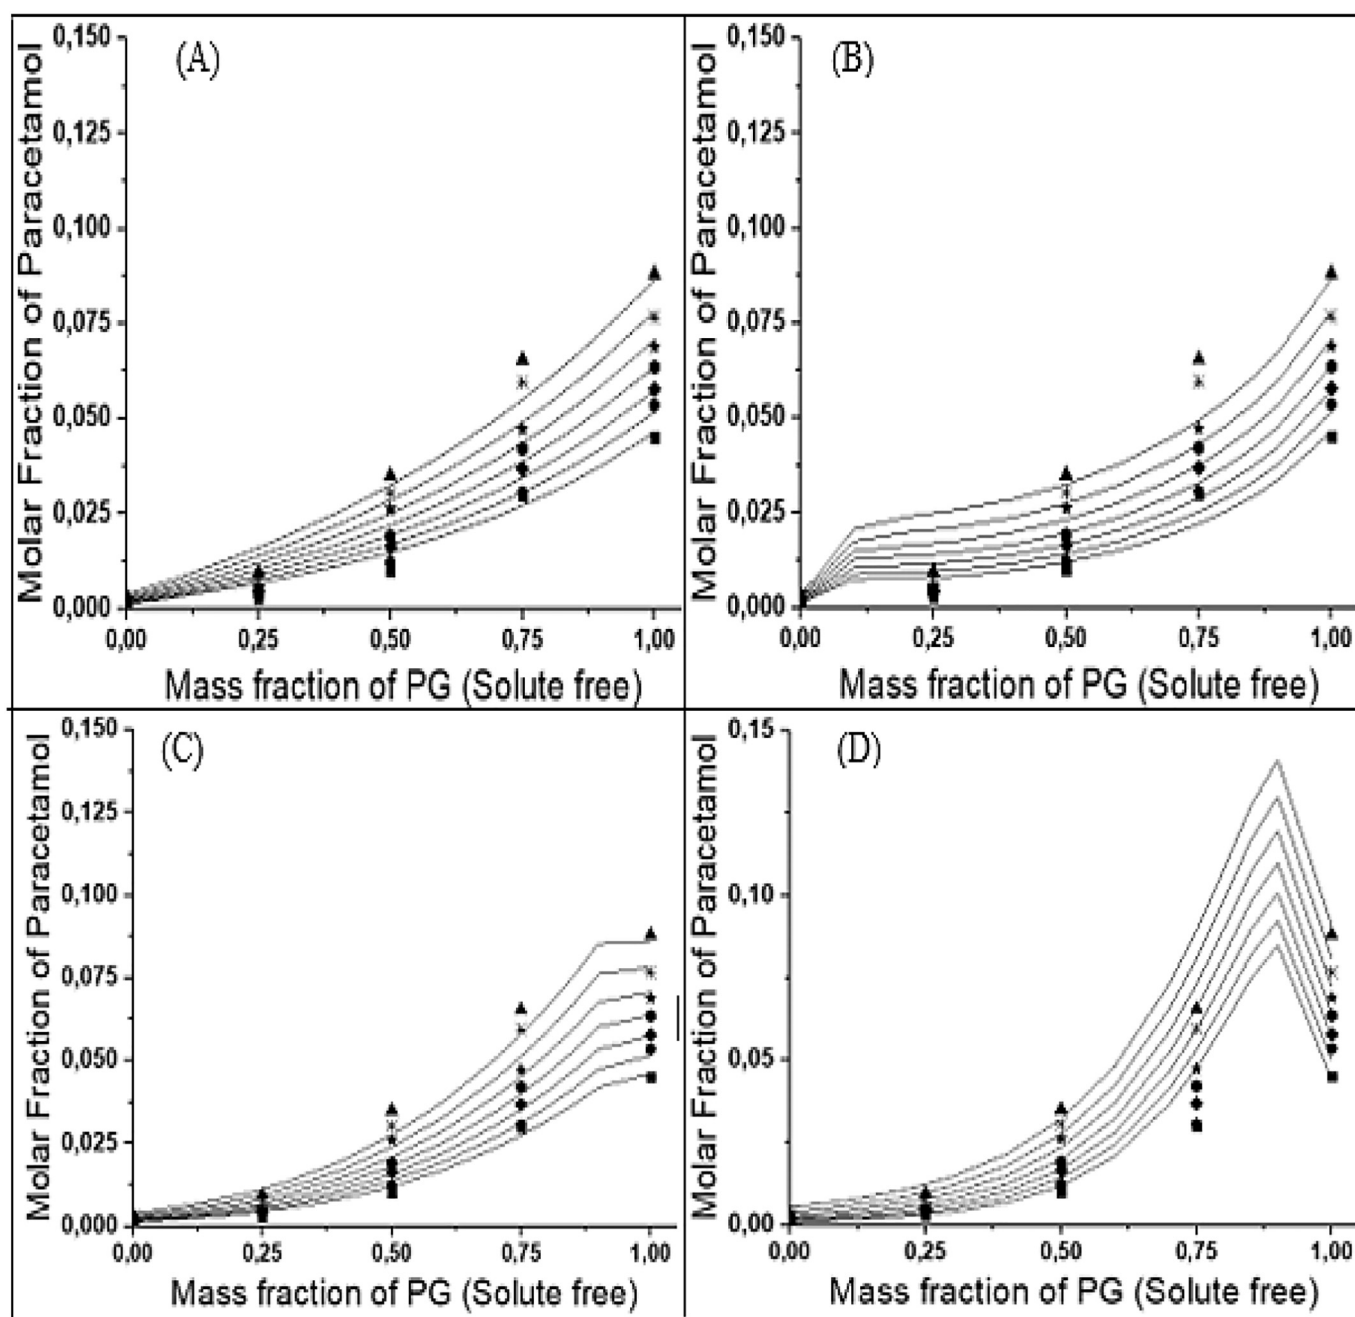 (A)
Molar Fraction of Paracetamol
0,150
0,125
0,100
0,075
0,050
0,025
0,000
0,00 0,25 0,50 0,75 1,00
Mass fraction of PG (Solute free)
(B)
Molar Fraction of Paracetamol
0,150
0,125
0,100
0,075
0,050
0,025
0,000
0,00 0,25 0,50 0,75 1,00
Mass fraction of PG (Solute free)
(C)
Molar Fraction of Paracetamol
0,150
0,125
0,100
0,075
0,050
0,025
0,000
0,00 0,25 0,50 0,75 1,00
Mass fraction of PG (Solute free)
(D)
Molar Fraction of Paracetamol
0,15
0,10
0,05
0,00
0,00 0,25 0,50 0,75 1,00
Mass fraction of PG (Solute free)